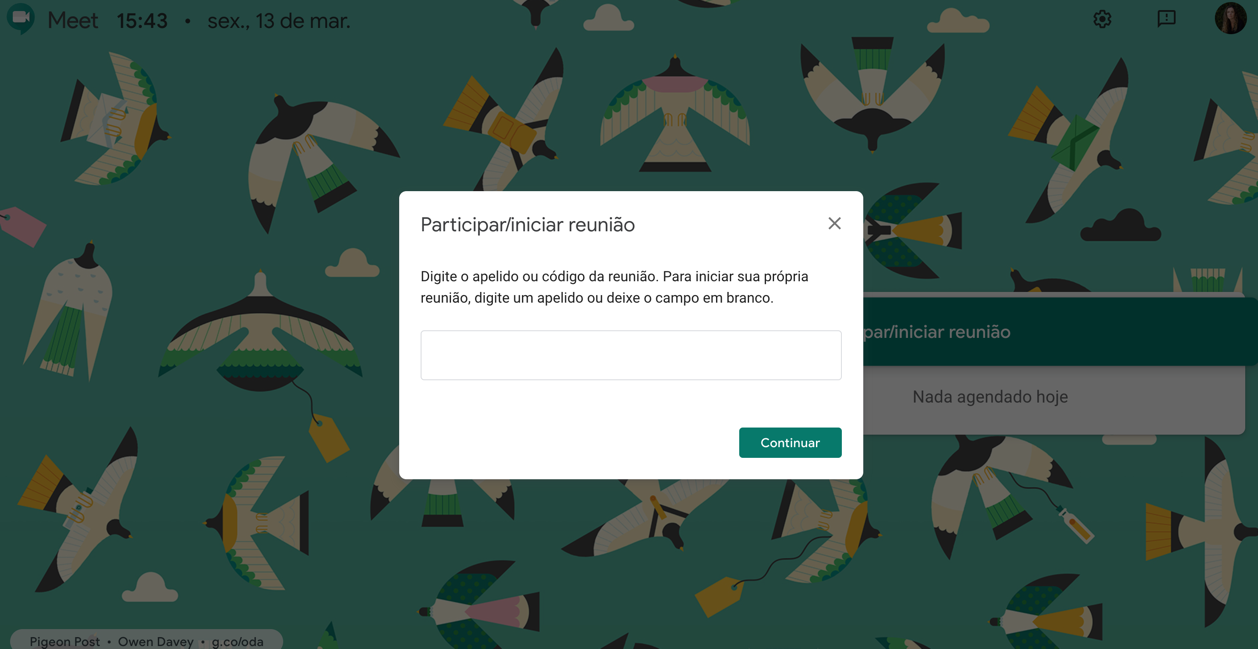 Meet 15:43 • sex., 13 de mar.
Participar/iniciar reunião
Digite o apelido ou código da reunião. Para iniciar sua própria
reunião, digite um apelido ou deixe o campo em branco.
par/iniciar reunião
Nada agendado hoje
Continuar
Pigeon Post • Owen Davey • g.co/oda